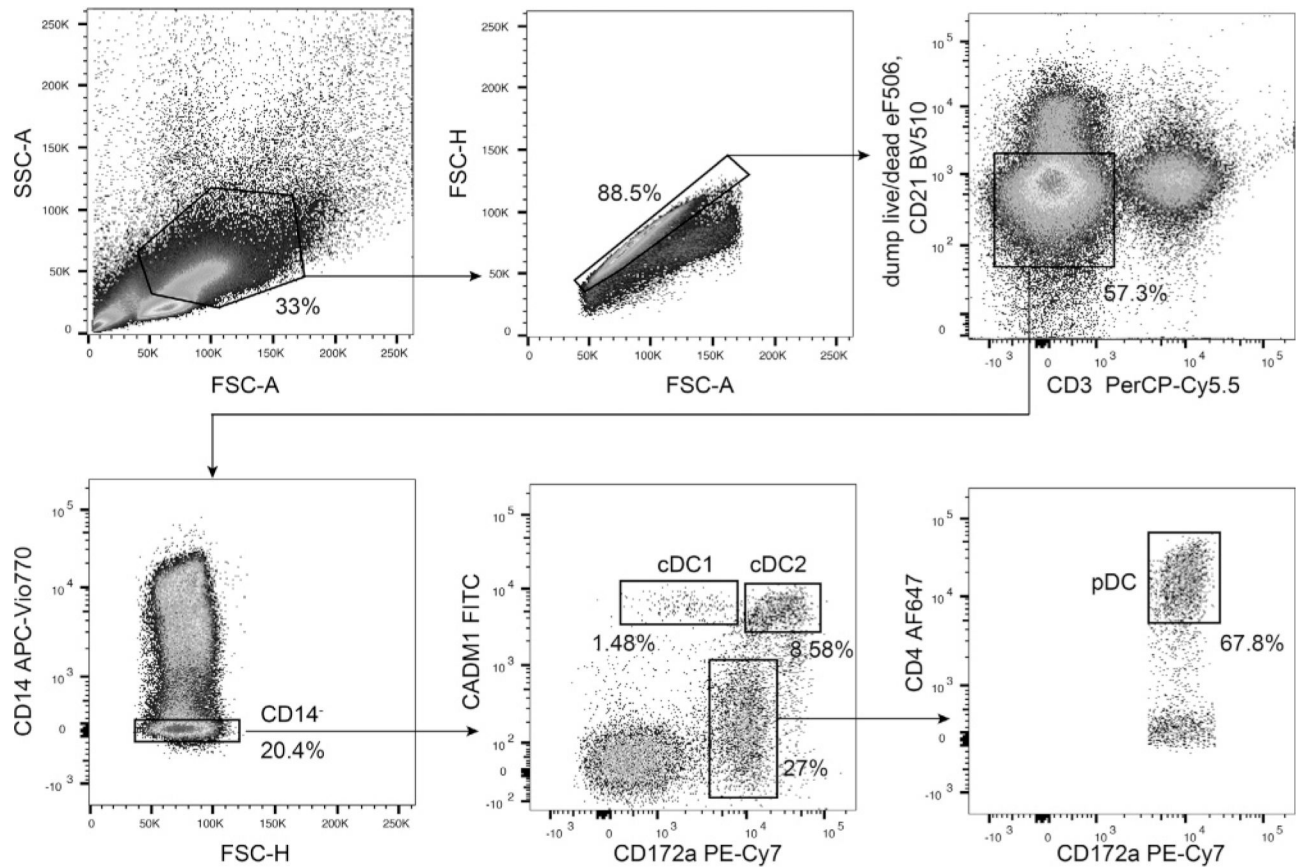 250K
200K
150K
100K
50K
0
SSC-A
33%
0 50K 100K 150K 200K 250K
FSC-A
250K
200K
150K
100K
50K
0
FSC-H
88.5%
0 50K 100K 150K 200K 250K
FSC-A
dump live/dead eF506,
CD21 BV510
10^5
10^4
10^3
10^2
0
57.3%
-10^3 0 10^3 10^4 10^5
CD3 PerCP-Cy5.5
CD14 APC-Vio770
10^5
10^4
10^3
0
-10^3
CD14-
20.4%
0 50K 100K 150K 200K 250K
FSC-H
CADM1 FITC
10^5
10^4
10^3
10^2
0
-10^2
cDC1 cDC2
1.48% 8.58%
27%
-10^3 0 10^3 10^4 10^5
CD172a PE-Cy7
CD4 AF647
10^5
10^4
10^3
0
-10^3
pDC
67.8%
-10^3 0 10^3 10^4 10^5
CD172a PE-Cy7